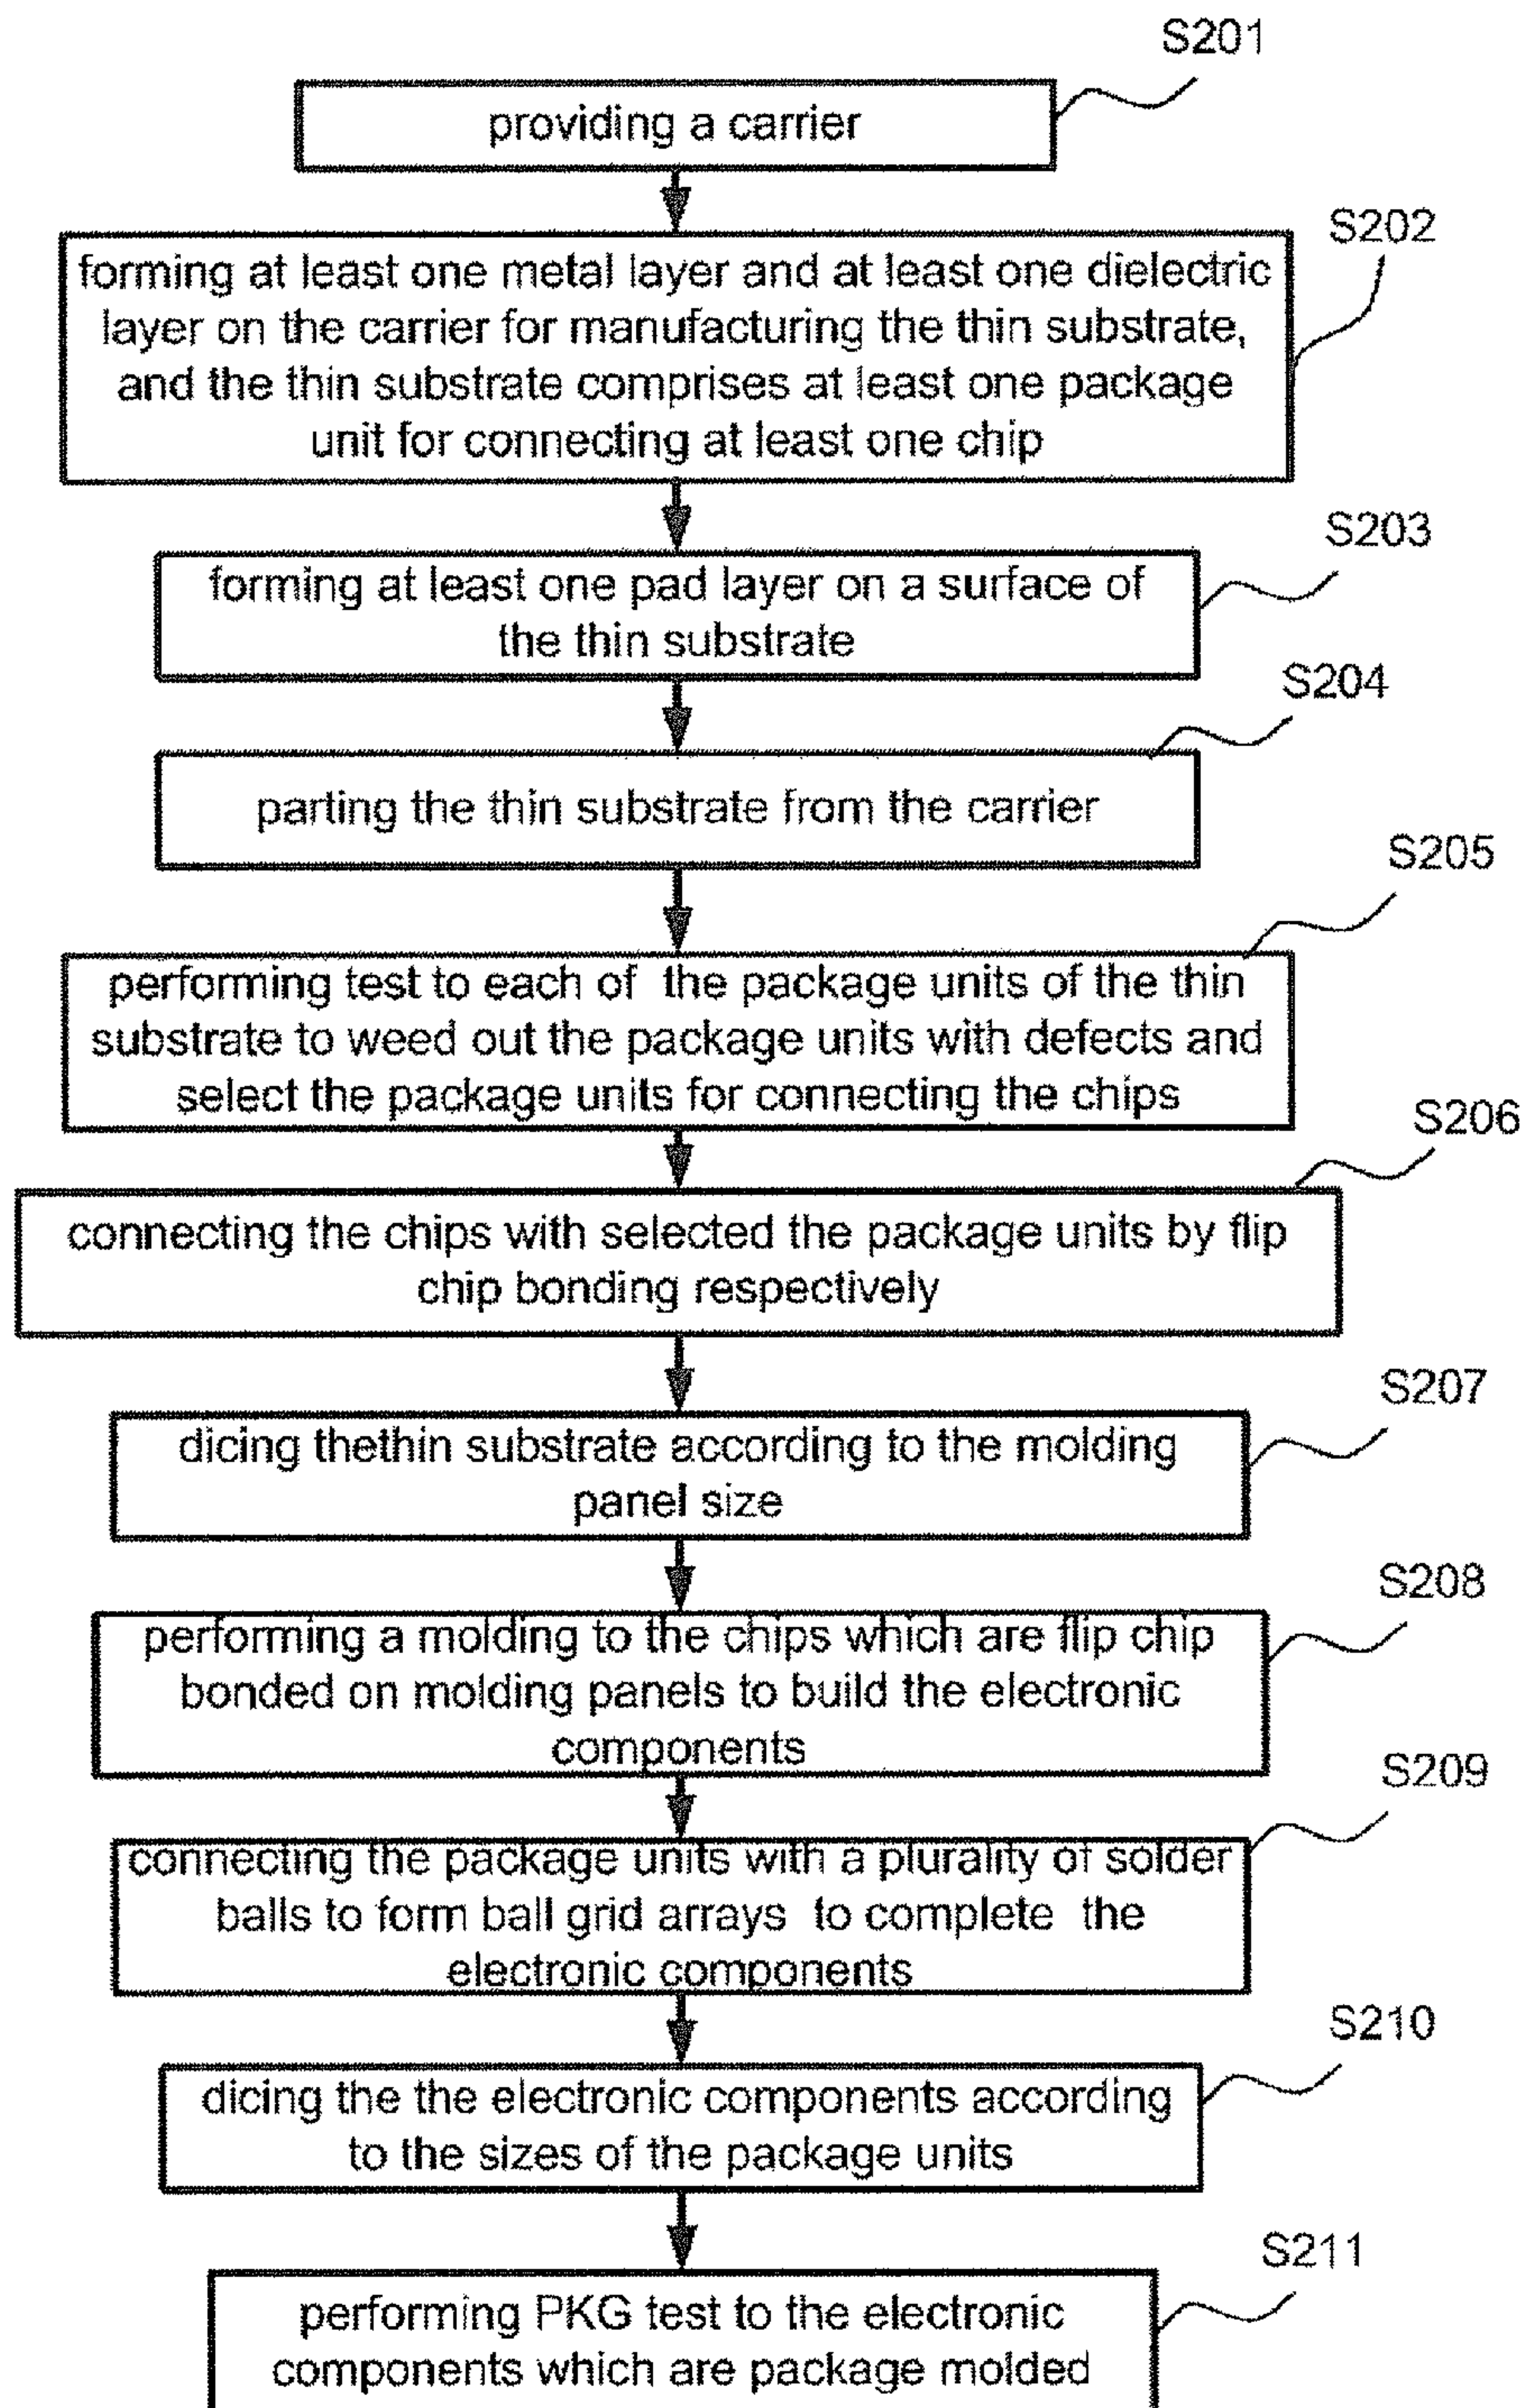 S201
providing a carrier
S202
forming at least one metal layer and at least one dielectric
layer on the carrier for manufacturing the thin substrate,
and the thin substrate comprises at least one package
unit for connecting at least one chip
S203
forming at least one pad layer on a surface of
the thin substrate
S204
parting the thin substrate from the carrier
S205
performing test to each of the package units of the thin
substrate to weed out the package units with defects and
select the package units for connecting the chips
S206
connecting the chips with selected the package units by flip
chip bonding respectively
S207
dicing thethin substrate according to the molding
panel size
S208
performing a molding to the chips which are flip chip
bonded on molding panels to build the electronic
components
S209
connecting the package units with a plurality of solder
balls to form ball grid arrays to complete the
electronic components
S210
dicing the the electronic components according
to the sizes of the package units
S211
performing PKG test to the electronic
components which are package molded